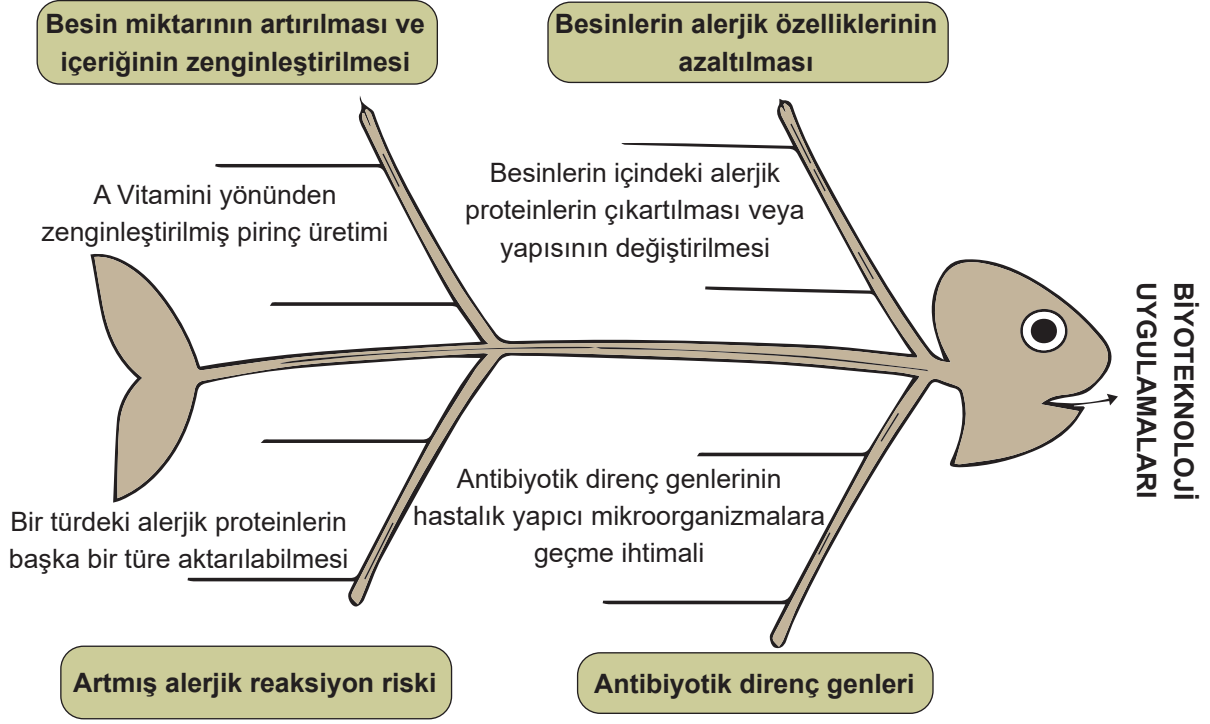 Besin miktarının artırılması ve
içeriğinin zenginleştirilmesi
Besinlerin alerjik özelliklerinin
azaltılması
A Vitamini yönünden
zenginleştirilmiş pirinç üretimi
Besinlerin içindeki alerjik
proteinlerin çıkartılması veya
yapısının değiştirilmesi
BİYOTEKNOLOJİ
UYGULAMALARI
Bir türdeki alerjik proteinlerin
başka bir türe aktarılabilmesi
Antibiyotik direnç genlerinin
hastalık yapıcı mikroorganizmalara
geçme ihtimali
Artmış alerjik reaksiyon riski
Antibiyotik direnç genleri